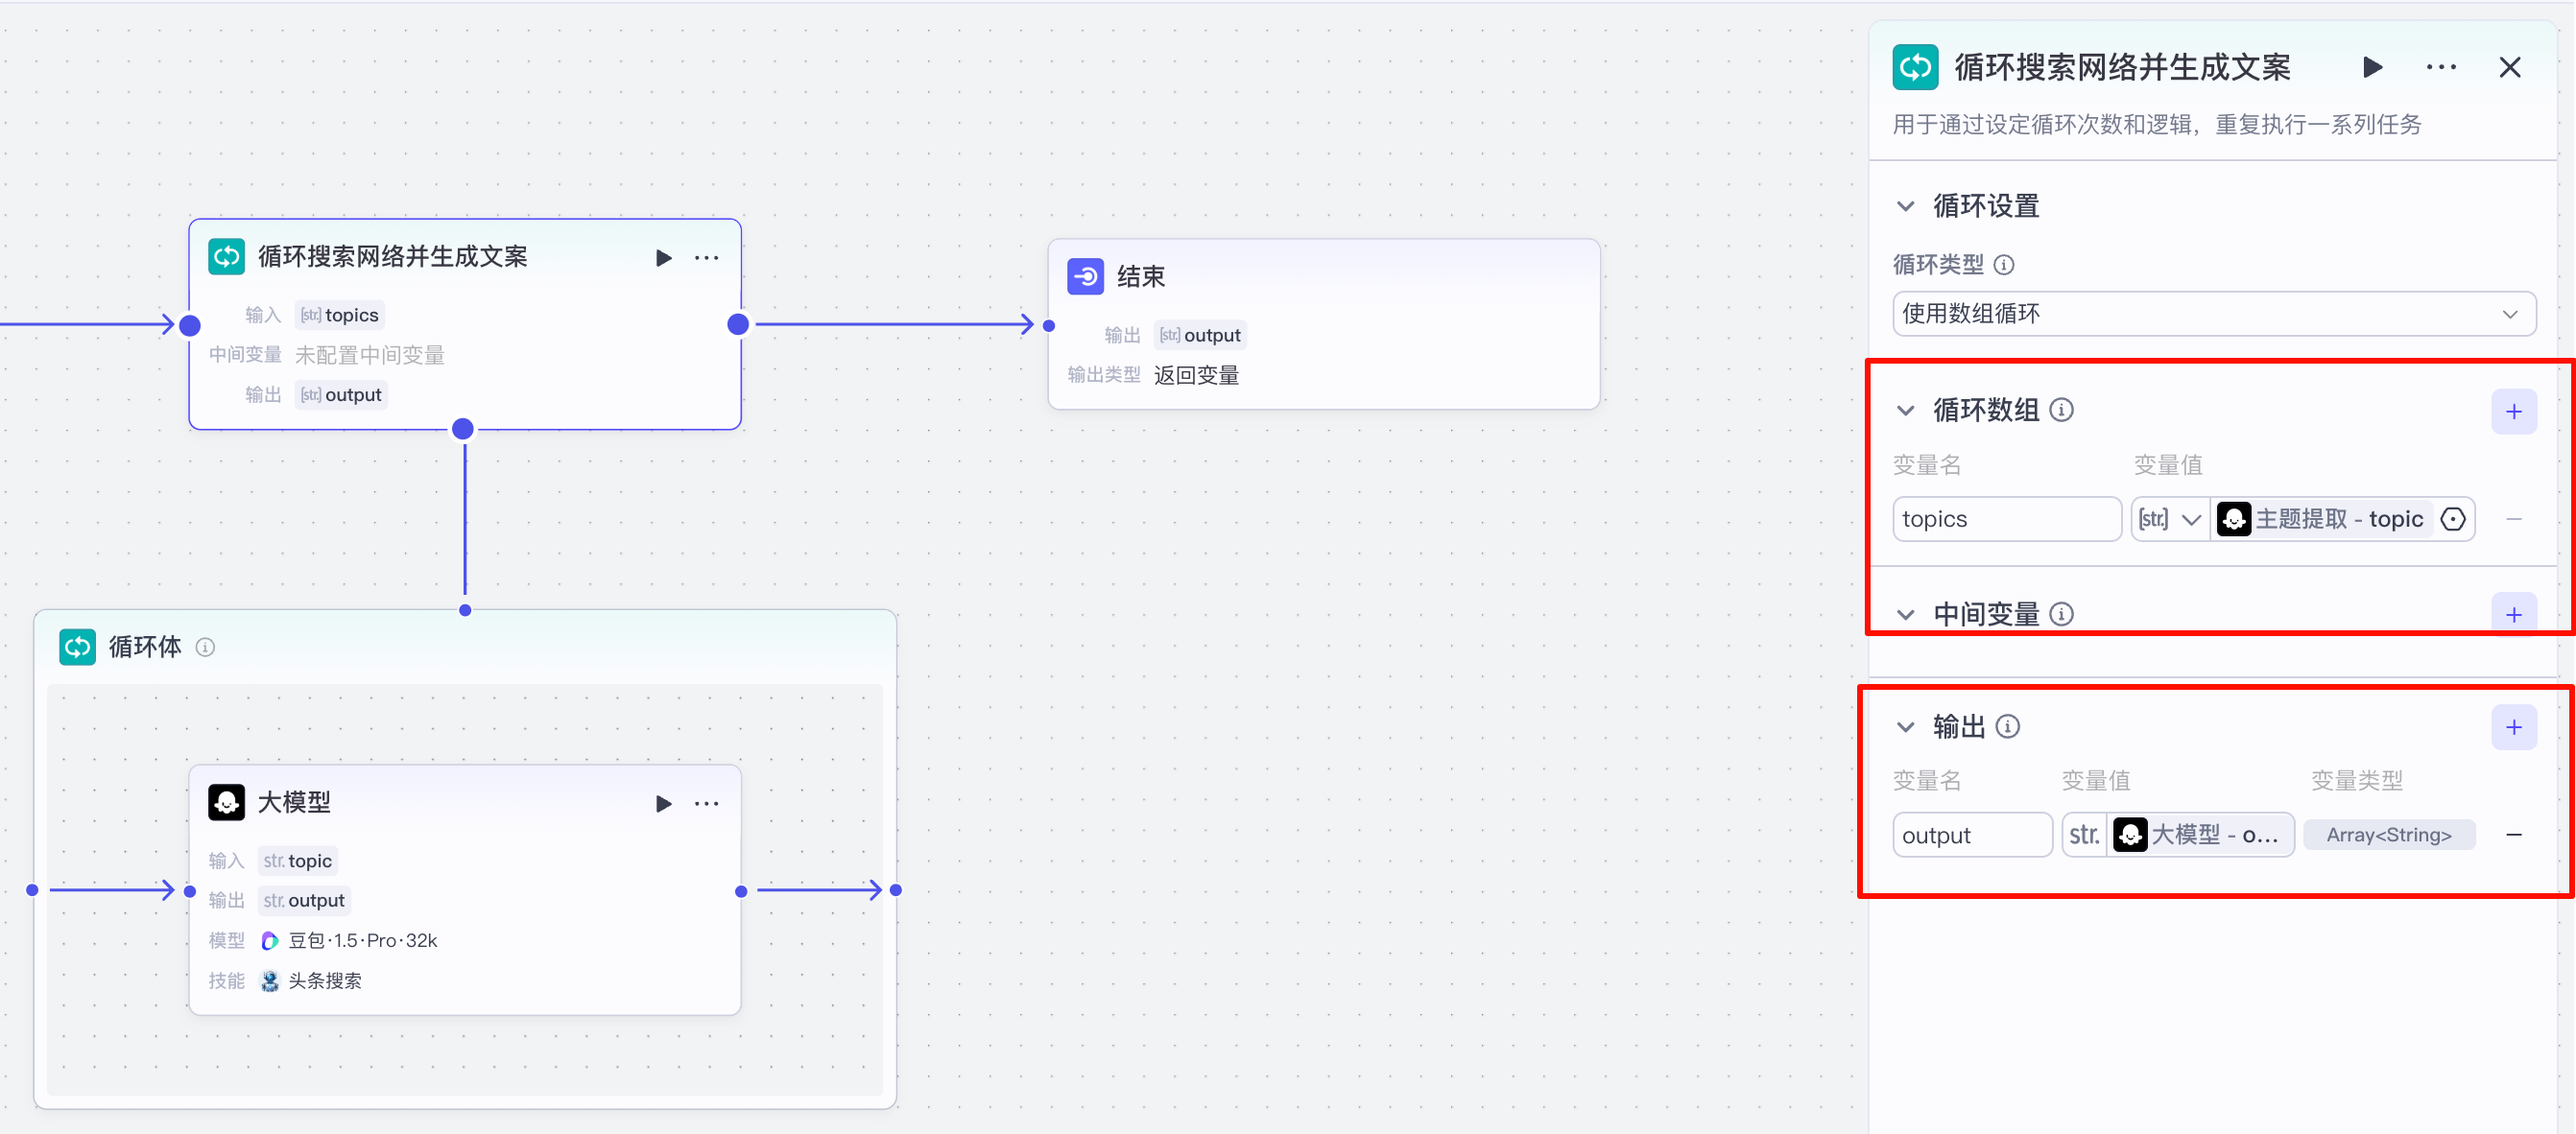 循环搜索网络并生成文案
输入 [str.] topics
中间变量 未配置中间变量
输出 [str.] output
结束
输出 [str.] output
输出类型 返回变量
循环体
大模型
输入 str. topic
输出 str. output
模型 豆包·1.5·Pro·32k
技能 头条搜索
循环搜索网络并生成文案
用于通过设定循环次数和逻辑，重复执行一系列任务
循环设置
循环类型
使用数组循环
循环数组
变量名 变量值
topics [str.] 主题提取 - topic
中间变量
输出
变量名 变量值 变量类型
output str. 大模型 - o... Array<String>